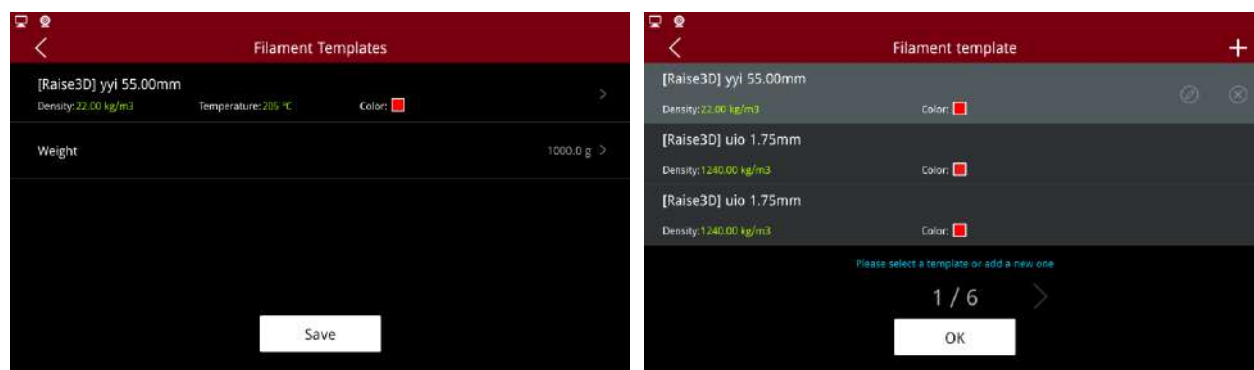 Filament Templates
[Raise3D] yyi 55.00mm
Density:22.00 kg/m3 Temperature:205 ℃ Color:
Weight 1000.0 g
Save
Filament template
[Raise3D] yyi 55.00mm
Density:22.00 kg/m3 Color:
[Raise3D] uio 1.75mm
Density:1240.00 kg/m3 Color:
[Raise3D] uio 1.75mm
Density:1240.00 kg/m3 Color:
Please select a template or add a new one
1 / 6
OK